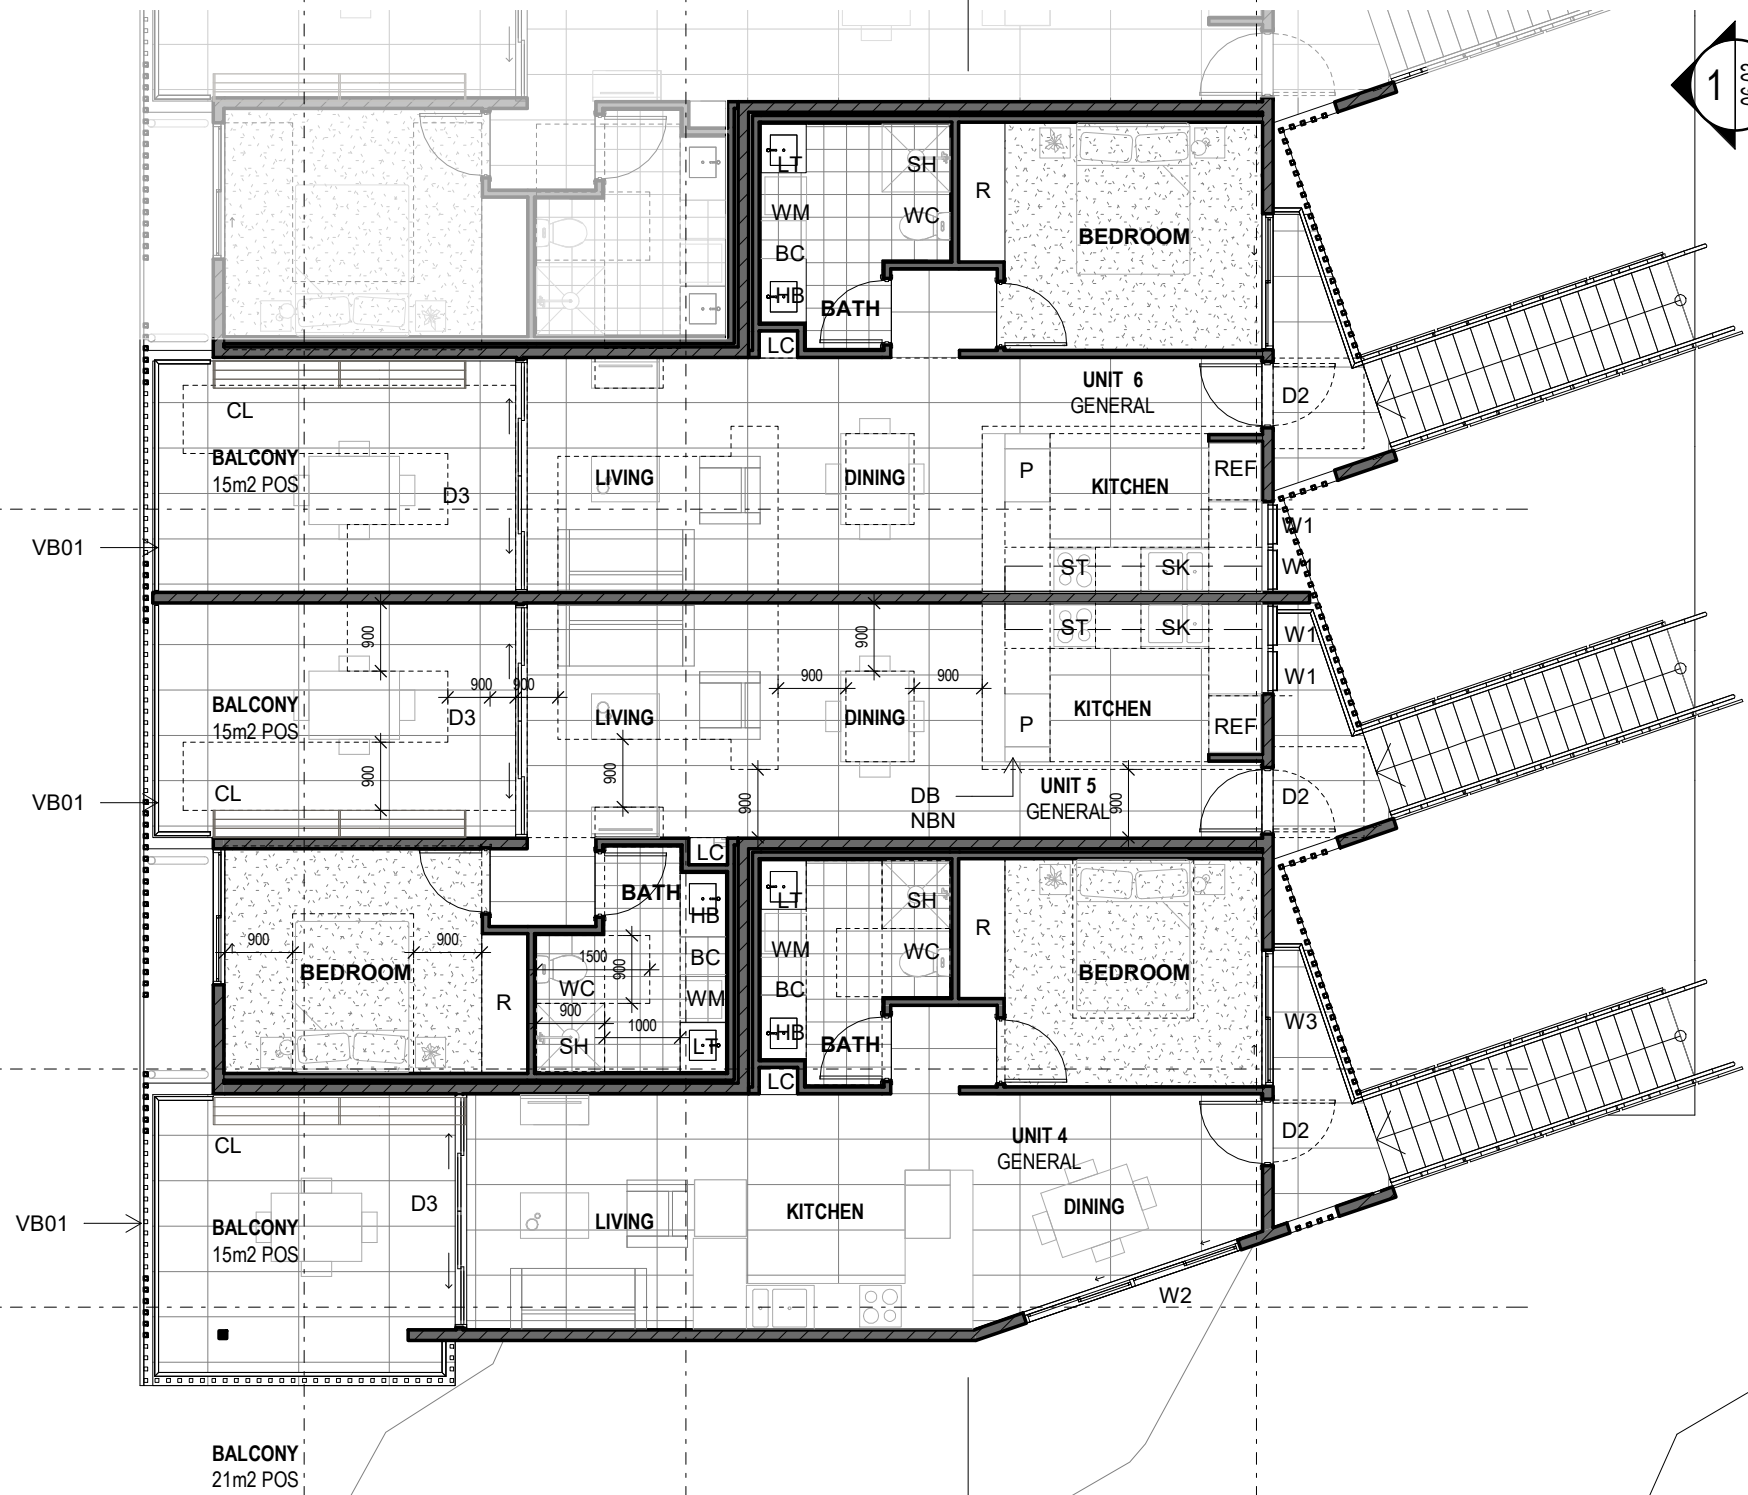 1
LT
SH
WM
WC
R
BEDROOM
BC
HB
BATH
LC
UNIT 6
GENERAL
D2
CL
BALCONY
15m2 POS
D3
LIVING
DINING
P
KITCHEN
REF
W1
VB01
ST
SK
W1
ST
SK
W1
W1
900
900
900
900
900
900
BALCONY
15m2 POS
D3
LIVING
DINING
P
KITCHEN
REF
900
900
900
900
UNIT 5
GENERAL
DB
NBN
D2
CL
VB01
LC
BATH
HB
900
900
BEDROOM
1500
900
BC
WC
R
WM
900
1000
SH
LT
LT
SH
R
WM
WC
BEDROOM
BC
HB
BATH
W3
LC
UNIT 4
GENERAL
D2
CL
D3
VB01
BALCONY
15m2 POS
LIVING
KITCHEN
DINING
W2
BALCONY
21m2 POS